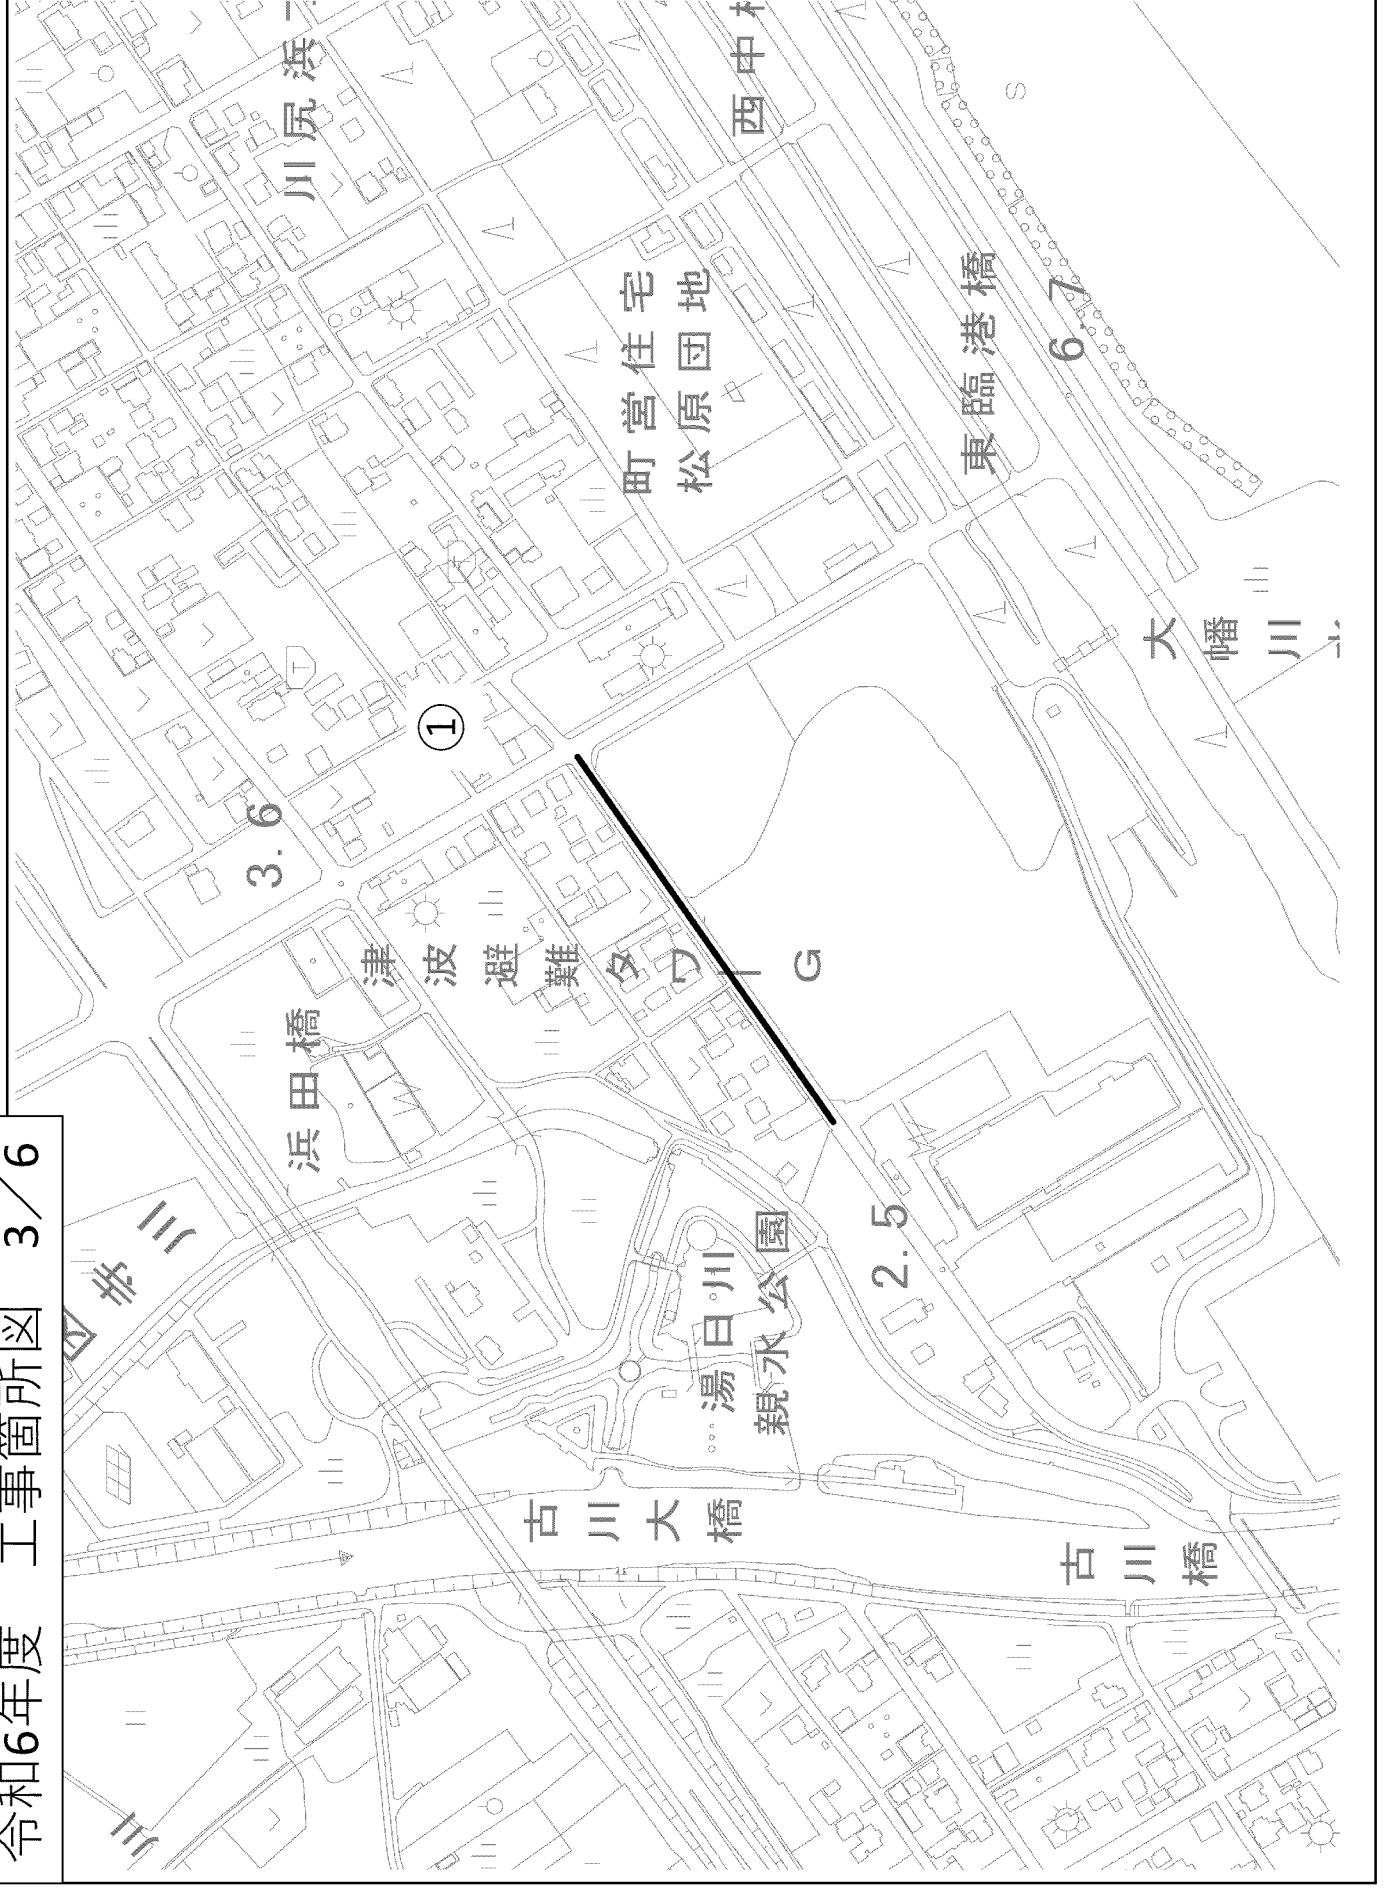 令和6年度　工事箇所図　3／6
川尻浜
西中
町営住宅
松原団地
東臨港橋
6.7
大幡川
①
3.6
津波避難タワー
G
浜田橋
2.5
湯日川
親水公園
古川大橋
古川橋
川
S
T
T